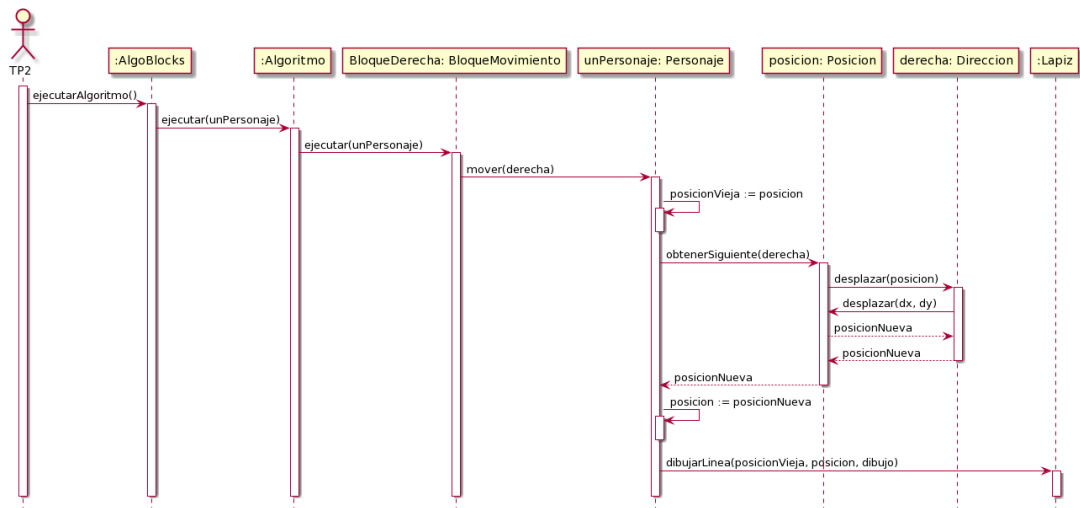 TP2
:AlgoBlocks
:Algoritmo
BloqueDerecha: BloqueMovimiento
unPersonaje: Personaje
posicion: Posicion
derecha: Direccion
:Lapiz
ejecutarAlgoritmo()
ejecutar(unPersonaje)
ejecutar(unPersonaje)
mover(derecha)
posicionVieja := posicion
obtenerSiguiente(derecha)
desplazar(posicion)
desplazar(dx, dy)
posicionNueva
posicionNueva
posicionNueva
posicion := posicionNueva
dibujarLinea(posicionVieja, posicion, dibujo)